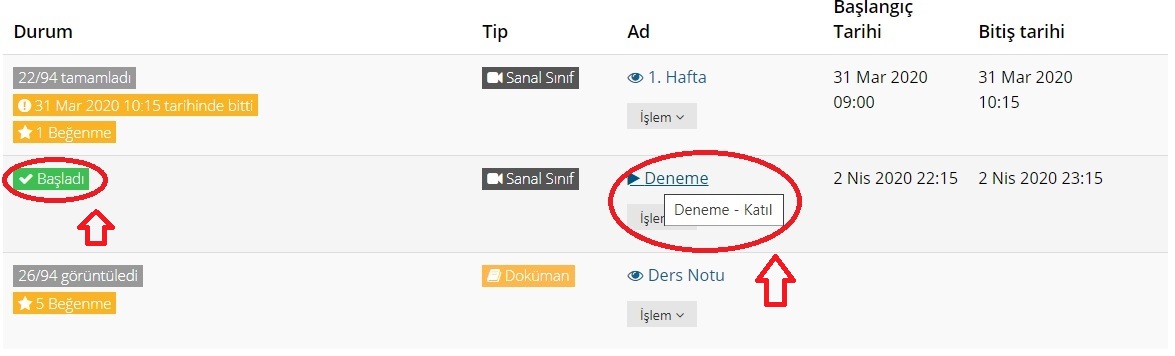 Durum Tip Ad Başlangıç Tarihi Bitiş tarihi
22/94 tamamladı Sanal Sınıf 1. Hafta 31 Mar 2020 31 Mar 2020
31 Mar 2020 10:15 tarihinde bitti İşlem 09:00 10:15
1 Beğenme
Başladı Sanal Sınıf Deneme 2 Nis 2020 22:15 2 Nis 2020 23:15
Deneme - Katıl
26/94 görüntüledi Doküman Ders Notu
5 Beğenme İşlem